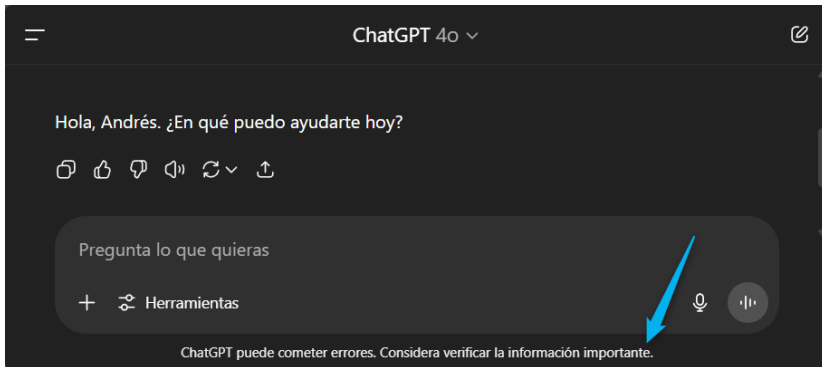 ChatGPT 4o
Hola, Andrés. ¿En qué puedo ayudarte hoy?
Pregunta lo que quieras
Herramientas
ChatGPT puede cometer errores. Considera verificar la información importante.